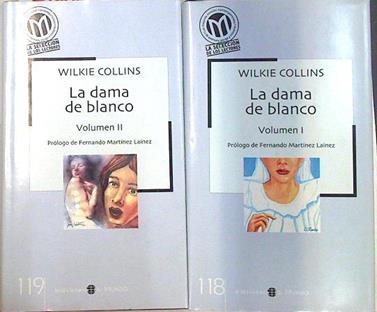 LA SELECCIÓN
DE LOS LECTORES
WILKIE COLLINS
La dama
de blanco
Volumen II
Prólogo de Fernando Martínez Laínez
119
LA SELECCIÓN
DE LOS LECTORES
WILKIE COLLINS
La dama
de blanco
Volumen I
Prólogo de Fernando Martínez Laínez
118